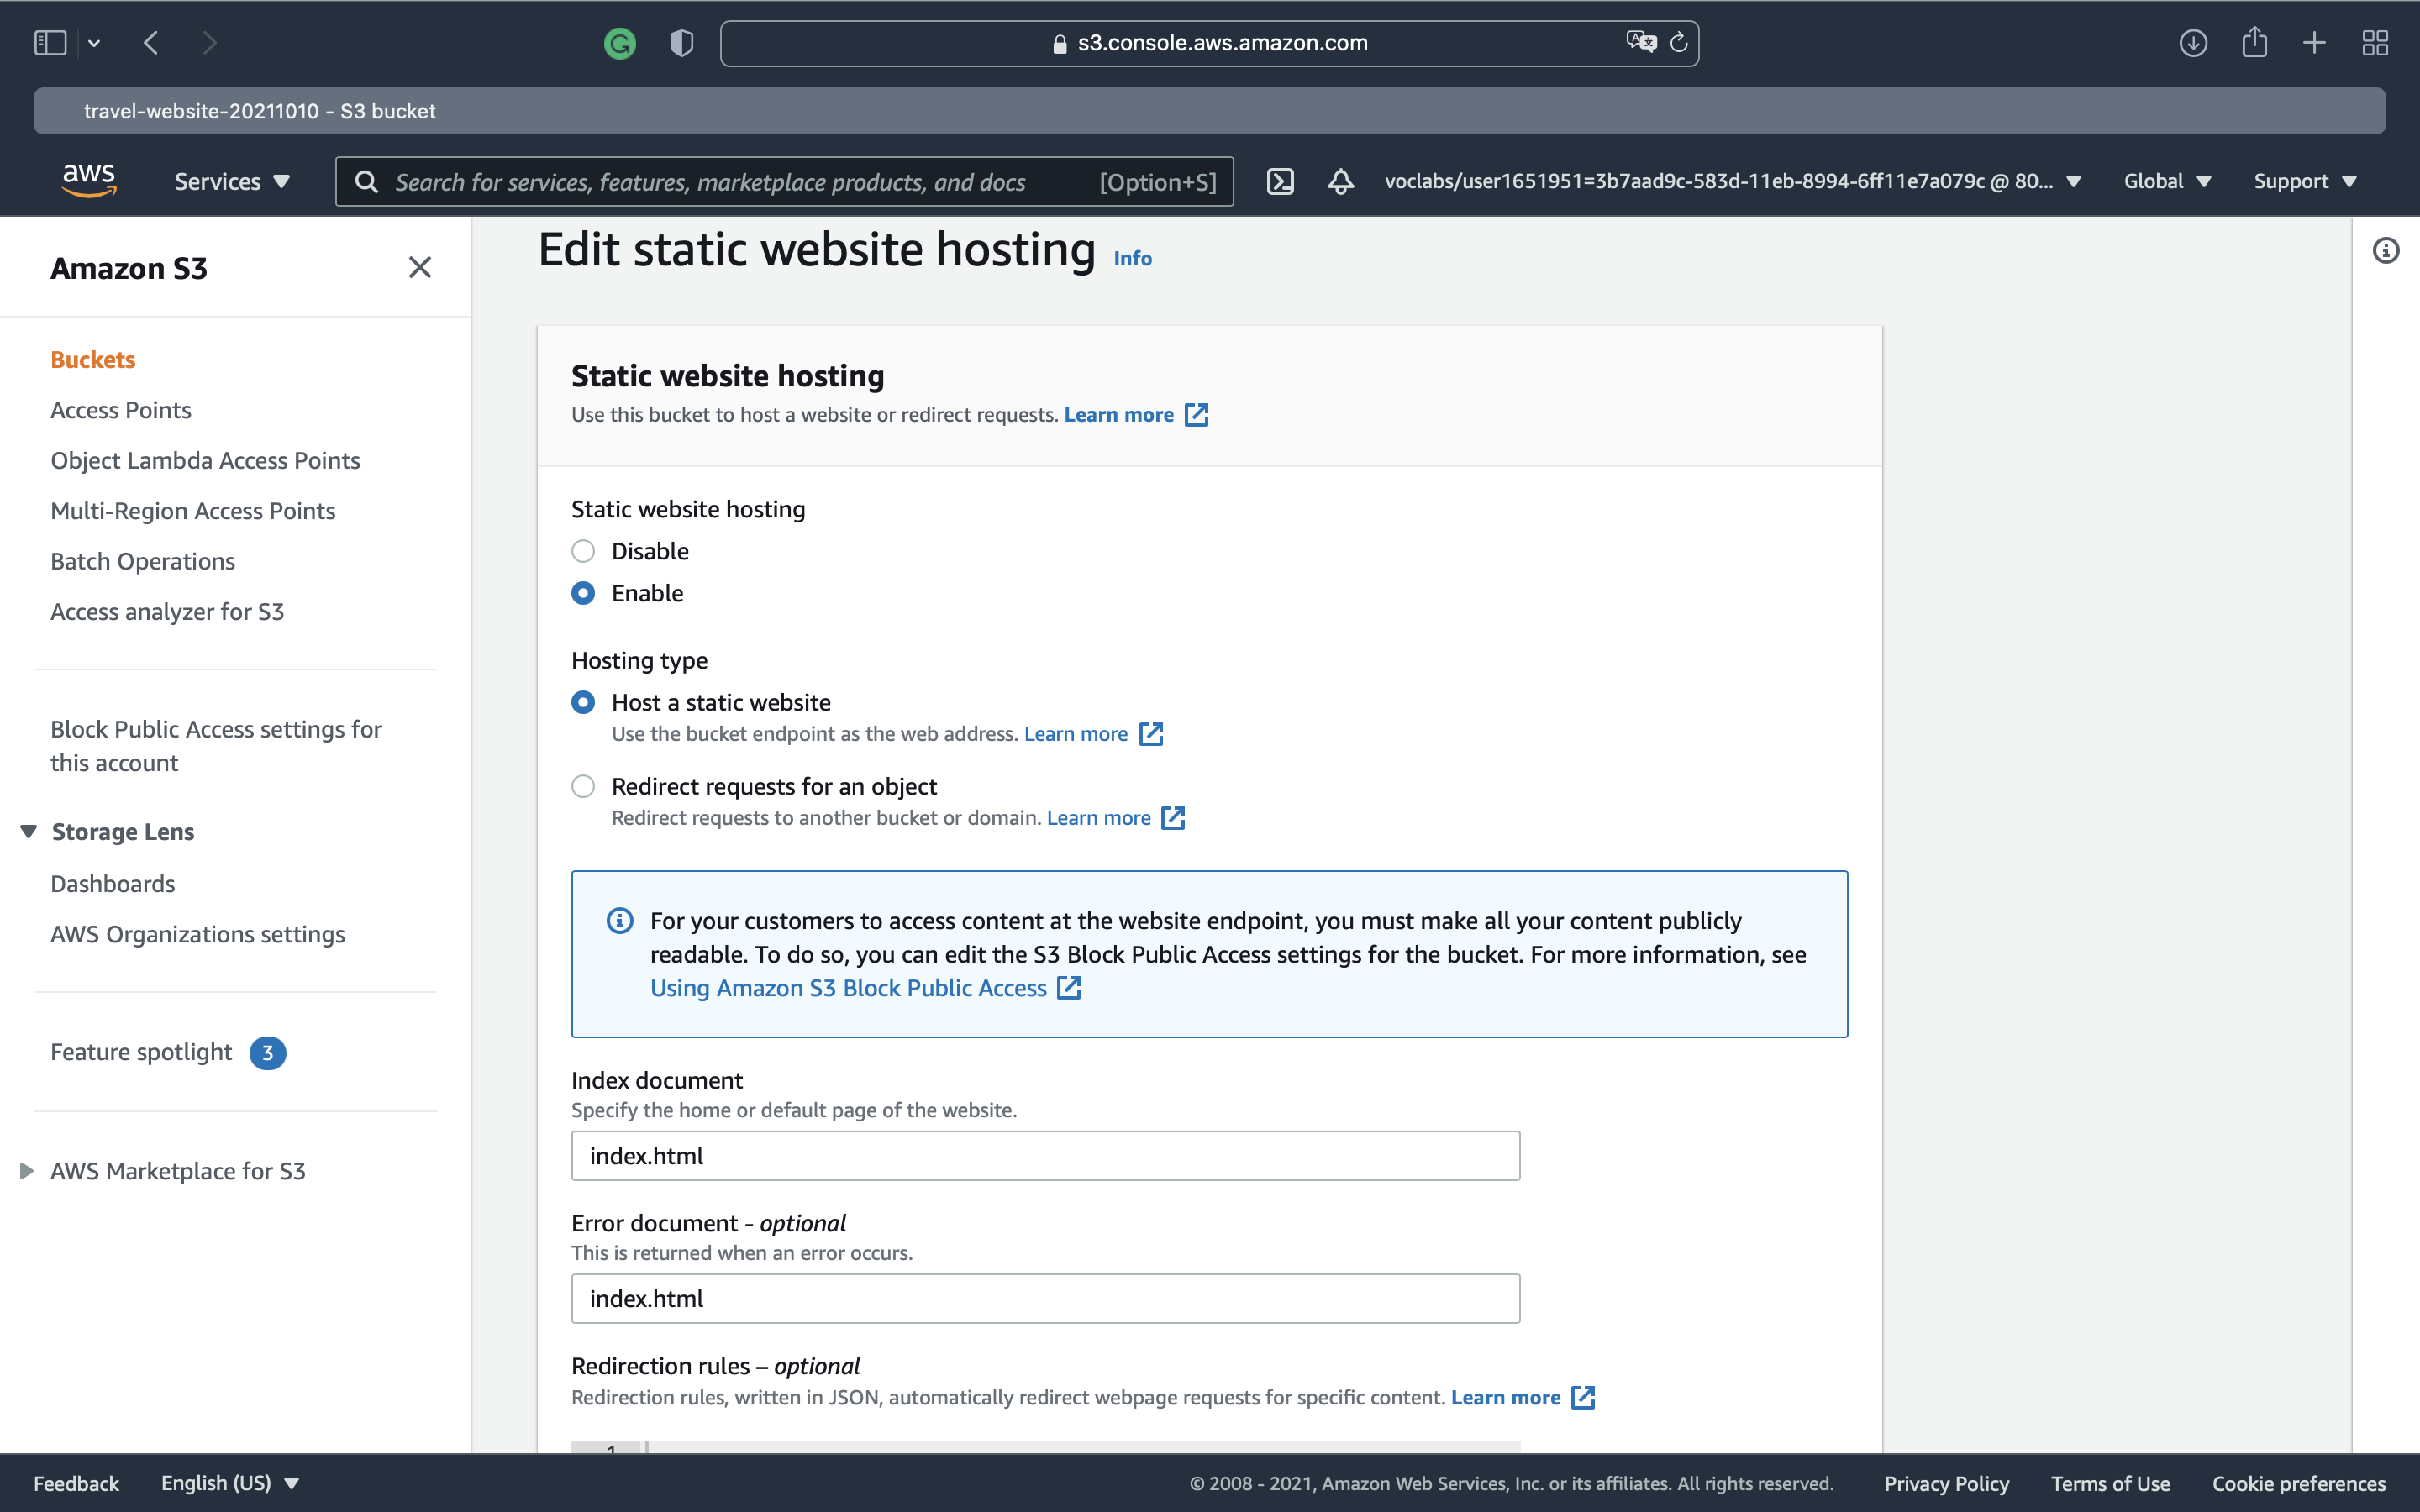 s3.console.aws.amazon.com
travel-website-20211010 - S3 bucket
aws
Services
Search for services, features, marketplace products, and docs
[Option+S]
voclabs/user1651951=3b7aad9c-583d-11eb-8994-6ff11e7a079c @ 80...
Global
Support
Amazon S3
Buckets
Access Points
Object Lambda Access Points
Multi-Region Access Points
Batch Operations
Access analyzer for S3
Block Public Access settings for
this account
Storage Lens
Dashboards
AWS Organizations settings
Feature spotlight 3
AWS Marketplace for S3
Edit static website hosting Info
Static website hosting
Use this bucket to host a website or redirect requests. Learn more
Static website hosting
Disable
Enable
Hosting type
Host a static website
Use the bucket endpoint as the web address. Learn more
Redirect requests for an object
Redirect requests to another bucket or domain. Learn more
For your customers to access content at the website endpoint, you must make all your content publicly
readable. To do so, you can edit the S3 Block Public Access settings for the bucket. For more information, see
Using Amazon S3 Block Public Access
Index document
Specify the home or default page of the website.
index.html
Error document - optional
This is returned when an error occurs.
index.html
Redirection rules – optional
Redirection rules, written in JSON, automatically redirect webpage requests for specific content. Learn more
1
Feedback
English (US)
© 2008 - 2021, Amazon Web Services, Inc. or its affiliates. All rights reserved.
Privacy Policy
Terms of Use
Cookie preferences